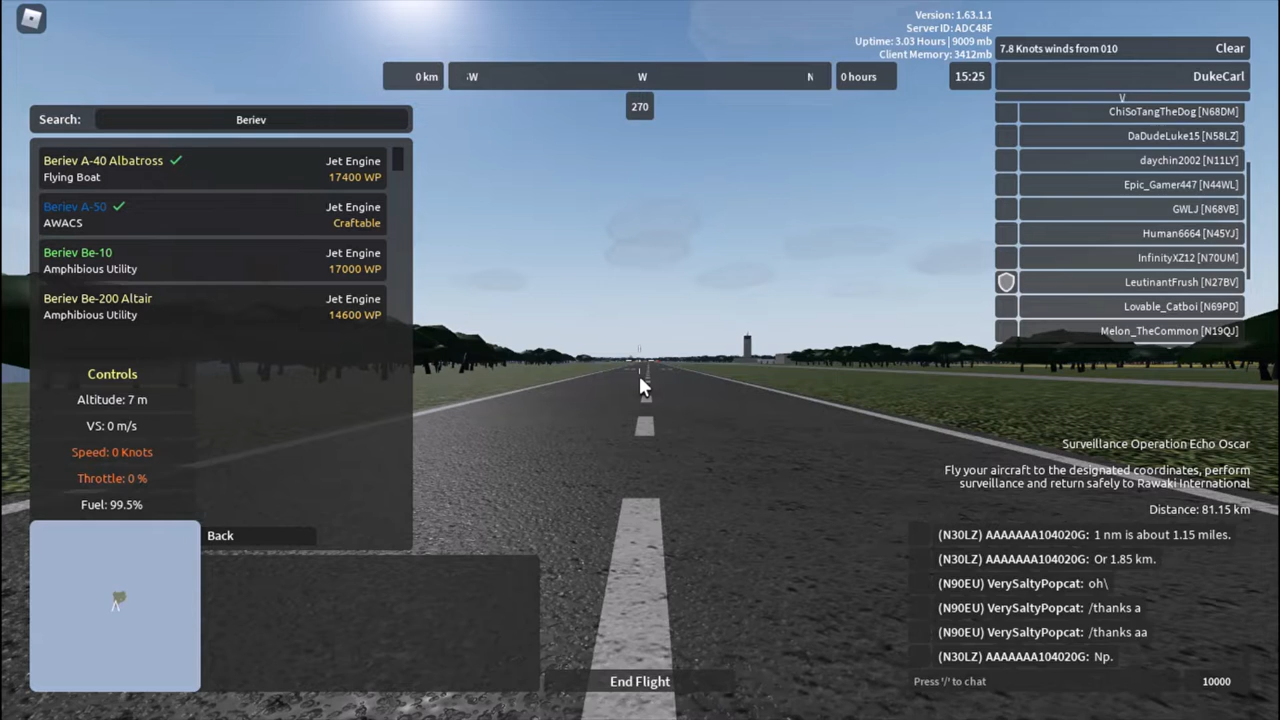 Version: 1.63.1.1
Server ID: ADC48F
Uptime: 3.03 Hours | 9009 mb
Client Memory: 3412mb
7.8 Knots winds from 010 Clear
0 km W N 0 hours 15:25 DukeCarl
270
V
Search: Beriev
ChiSoTangTheDog [N68DM]
DaDudeLuke15 [N58LZ]
daychin2002 [N11LY]
Epic_Gamer447 [N44WL]
GWLJ [N68VB]
Human6664 [N45YJ]
InfinityXZ12 [N70UM]
LeutinantFrush [N27BV]
Lovable_Catboi [N69PD]
Melon_TheCommon [N19QJ]
Beriev A-40 Albatross Jet Engine
Flying Boat 17400 WP
Beriev A-50 Jet Engine
AWACS Craftable
Beriev Be-10 Jet Engine
Amphibious Utility 17000 WP
Beriev Be-200 Altair Jet Engine
Amphibious Utility 14600 WP
Controls
Altitude: 7 m
VS: 0 m/s
Speed: 0 Knots
Throttle: 0 %
Fuel: 99.5%
Back
Surveillance Operation Echo Oscar
Fly your aircraft to the designated coordinates, perform
surveillance and return safely to Rawaki International
Distance: 81.15 km
(N30LZ) AAAAAAA104020G: 1 nm is about 1.15 miles.
(N30LZ) AAAAAAA104020G: Or 1.85 km.
(N90EU) VerySaltyPopcat: oh\
(N90EU) VerySaltyPopcat: /thanks a
(N90EU) VerySaltyPopcat: /thanks aa
(N30LZ) AAAAAAA104020G: Np.
End Flight
Press '/' to chat 10000